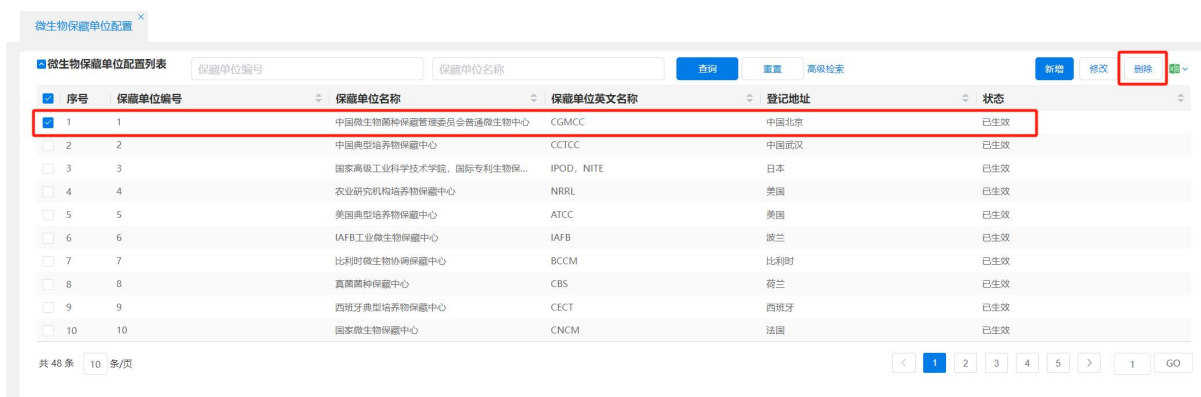 微生物保藏单位配置 ×
微生物保藏单位配置列表 保藏单位编号 保藏单位名称 查询 重置 高级检索 新增 修改 删除
序号 保藏单位编号 保藏单位名称 保藏单位英文名称 登记地址 状态
1 1 中国微生物菌种保藏管理委员会普通微生物中心 CGMCC 中国北京 已生效
2 2 中国典型培养物保藏中心 CCTCC 中国武汉 已生效
3 3 国家高级工业科学技术学院，国际专利生物保... IPOD，NITE 日本 已生效
4 4 农业研究机构培养物保藏中心 NRRL 美国 已生效
5 5 美国典型培养物保藏中心 ATCC 美国 已生效
6 6 IAFB工业微生物保藏中心 IAFB 波兰 已生效
7 7 比利时微生物协调保藏中心 BCCM 比利时 已生效
8 8 真菌菌种保藏中心 CBS 荷兰 已生效
9 9 西班牙典型培养物保藏中心 CECT 西班牙 已生效
10 10 国家微生物保藏中心 CNCM 法国 已生效
共 48 条 10 条/页 < 1 2 3 4 5 > 1 GO